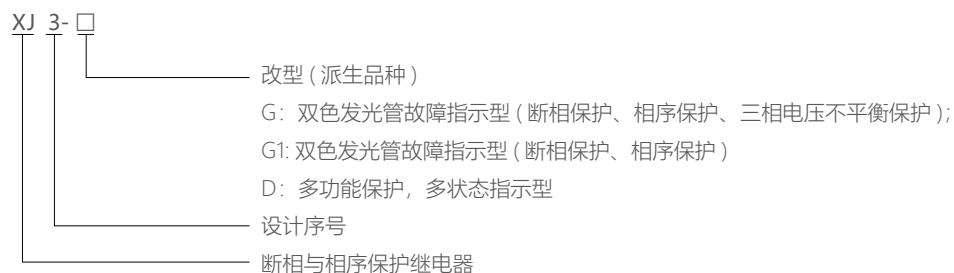 XJ 3-□
改型 ( 派生品种 )
G：双色发光管故障指示型 ( 断相保护、相序保护、三相电压不平衡保护 );
G1: 双色发光管故障指示型 ( 断相保护、相序保护 )
D：多功能保护，多状态指示型
设计序号
断相与相序保护继电器